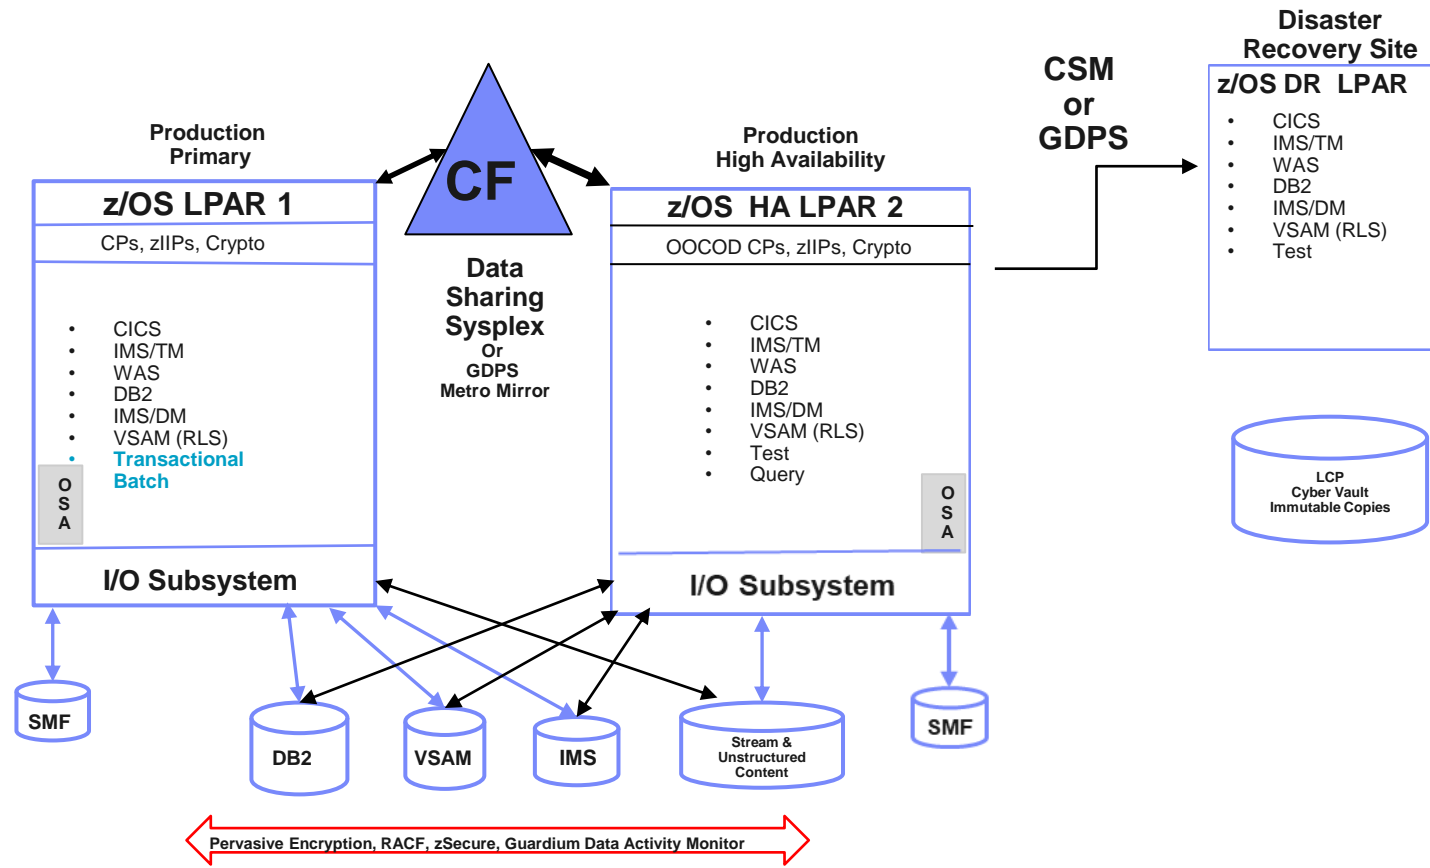 Disaster
Recovery Site
z/OS DR LPAR
• CICS
• IMS/TM
• WAS
• DB2
• IMS/DM
• VSAM (RLS)
• Test
CSM
or
GDPS
Production
Primary
z/OS LPAR 1
CPs, zIIPs, Crypto
• CICS
• IMS/TM
• WAS
• DB2
• IMS/DM
• VSAM (RLS)
• Transactional
Batch
O
S
A
I/O Subsystem
CF
Data
Sharing
Sysplex
Or
GDPS
Metro Mirror
Production
High Availability
z/OS HA LPAR 2
OOCOD CPs, zIIPs, Crypto
• CICS
• IMS/TM
• WAS
• DB2
• IMS/DM
• VSAM (RLS)
• Test
• Query
O
S
A
I/O Subsystem
LCP
Cyber Vault
Immutable Copies
SMF
DB2
VSAM
IMS
Stream &
Unstructured
Content
SMF
Pervasive Encryption, RACF, zSecure, Guardium Data Activity Monitor